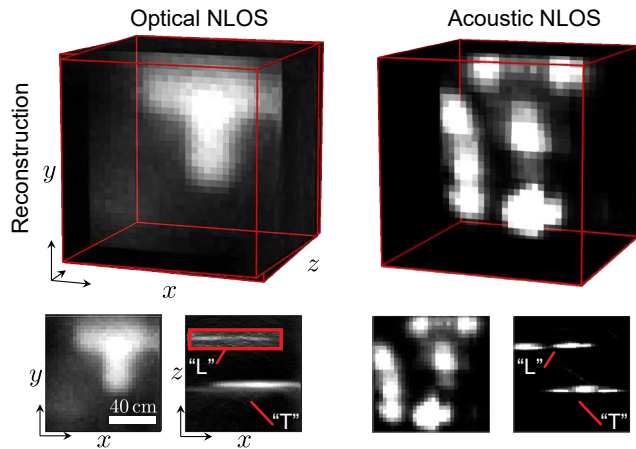 Optical NLOS
Acoustic NLOS
Reconstruction
y
x
z
y
x
40 cm
z
x
“L”
“T”
“L”
“T”